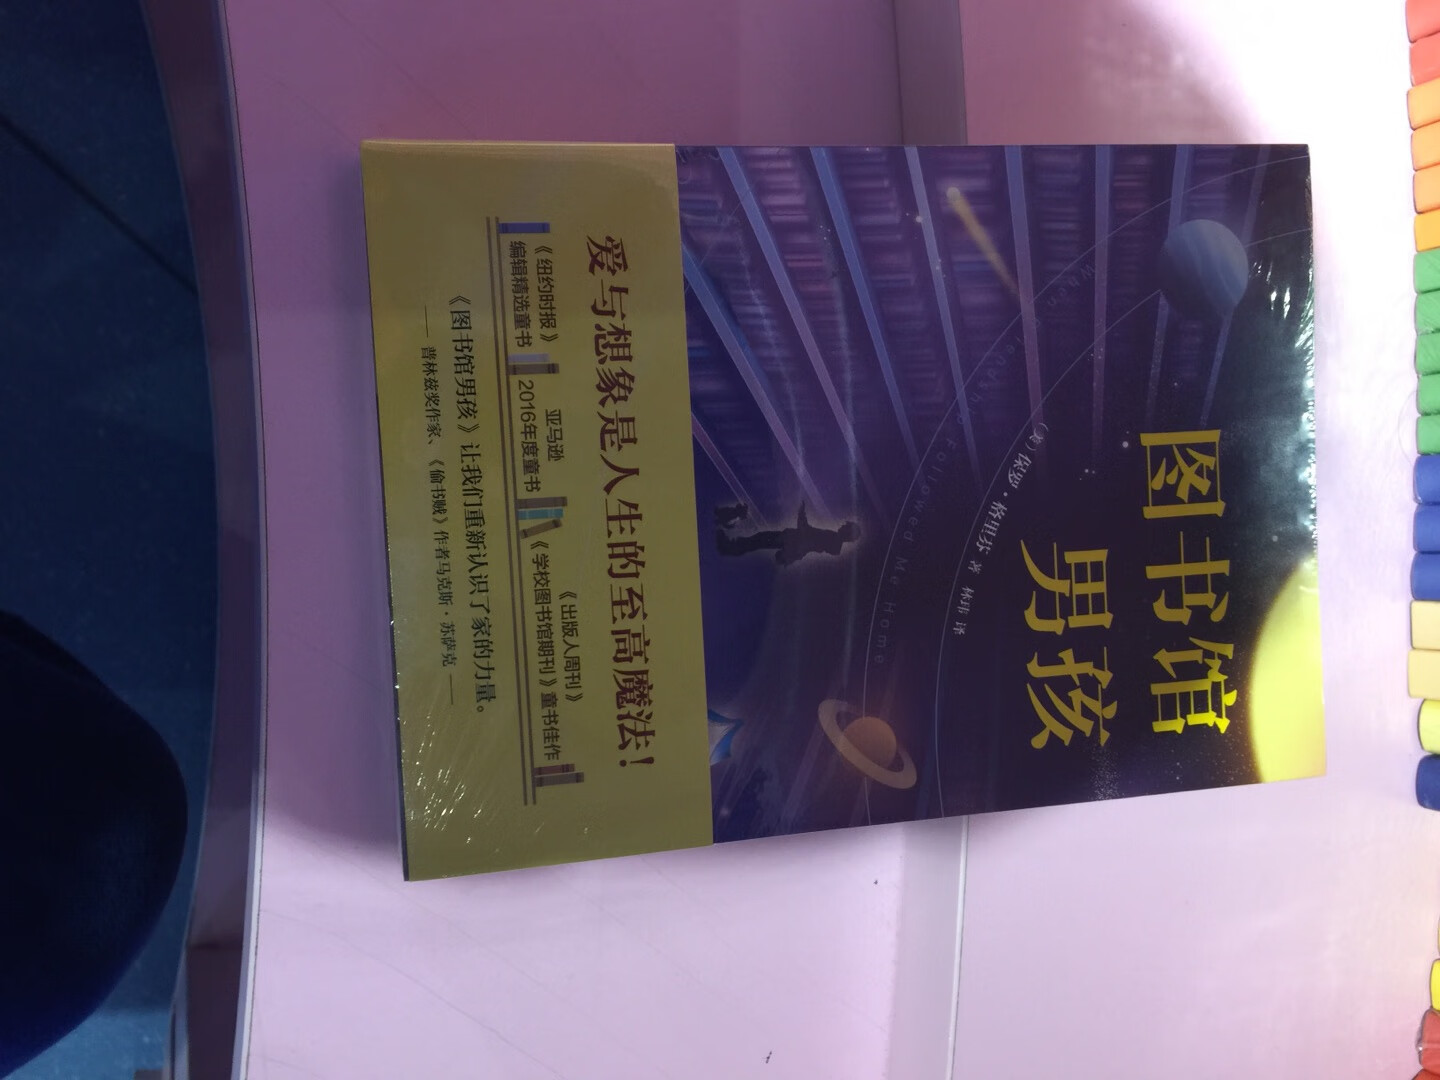 图书馆
男孩
(美) 保罗·格里芬 著 林玮 译
When Friendship Followed Me Home
爱与想象是人生的至高魔法！
《纽约时报》
编辑精选童书
亚马逊
2016年度童书
《出版人周刊》
《学校图书馆期刊》童书佳作
《图书馆男孩》让我们重新认识了家的力量。
—— 普林兹奖作家、《偷书贼》作者马克斯·苏萨克 ——